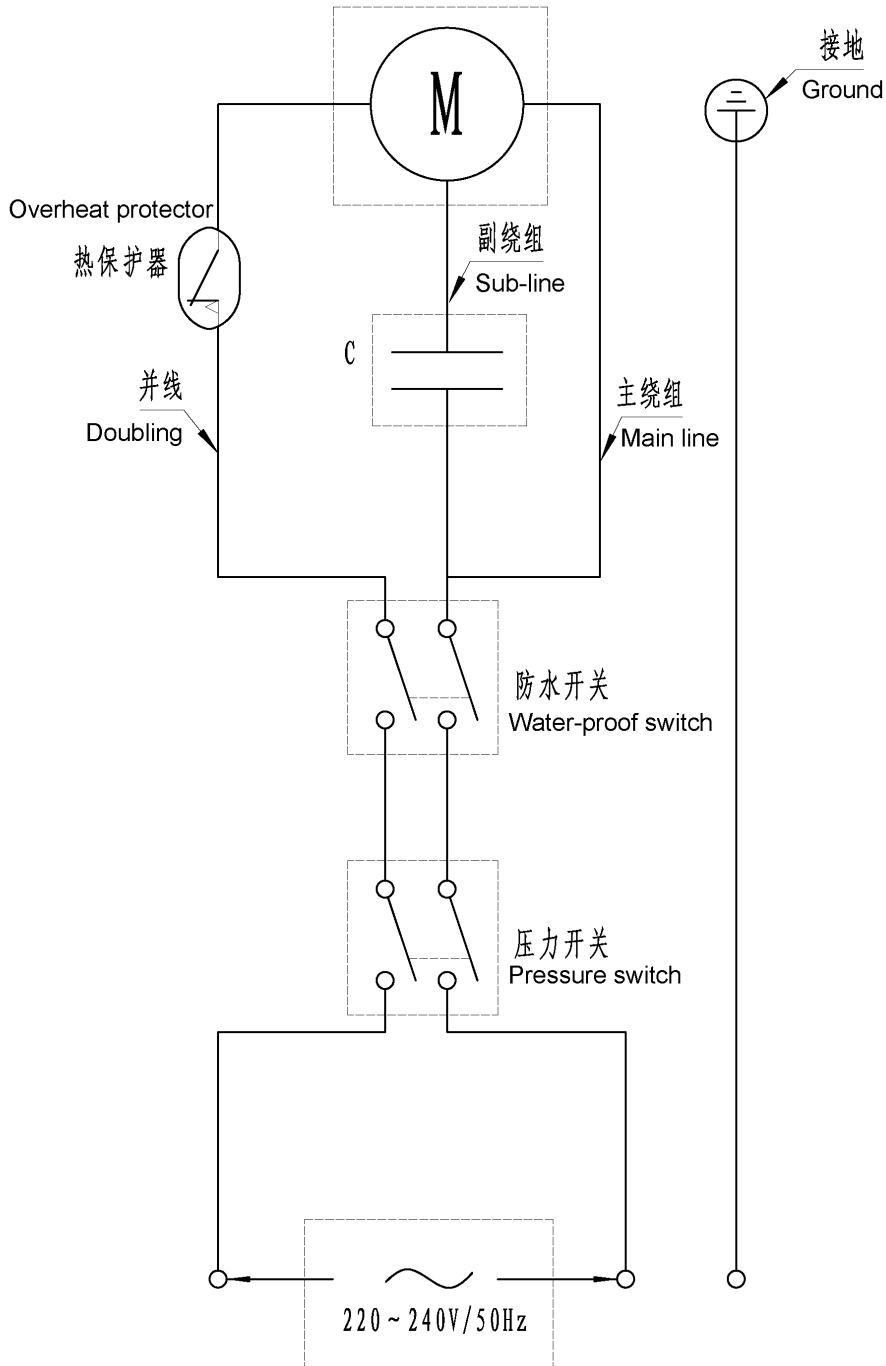 M
接地
Ground
Overheat protector
热保护器
副绕组
Sub-line
C
并线
Doubling
主绕组
Main line
防水开关
Water-proof switch
压力开关
Pressure switch
220～240V/50Hz